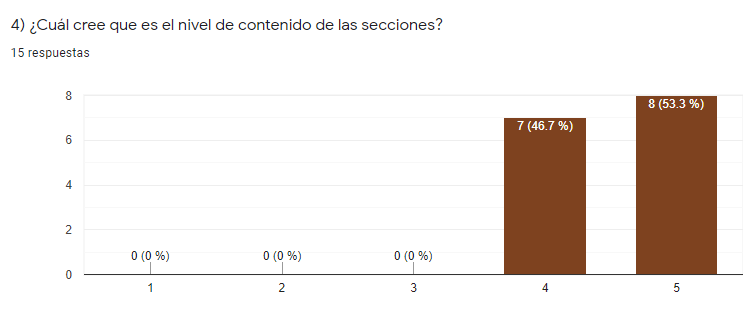 4) ¿Cuál cree que es el nivel de contenido de las secciones?
15 respuestas
8
6
4
2
0
0 (0 %)
0 (0 %)
0 (0 %)
7 (46.7 %)
8 (53.3 %)
1
2
3
4
5